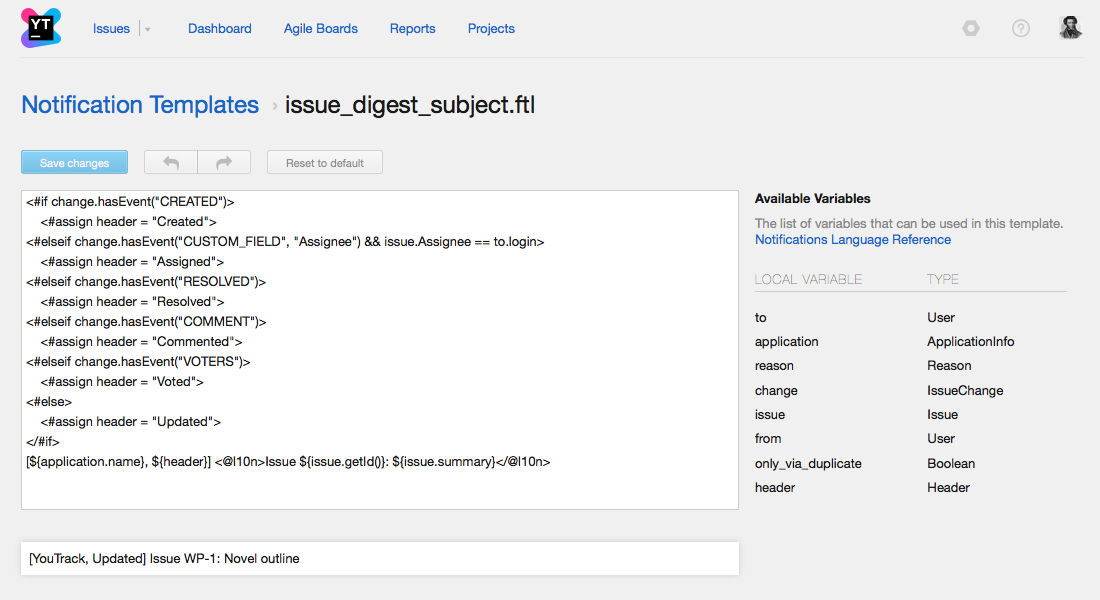 YT
Issues Dashboard Agile Boards Reports Projects
Notification Templates › issue_digest_subject.ftl
Save changes Reset to default
<#if change.hasEvent("CREATED")>
    <#assign header = "Created">
<#elseif change.hasEvent("CUSTOM_FIELD", "Assignee") && issue.Assignee == to.login>
    <#assign header = "Assigned">
<#elseif change.hasEvent("RESOLVED")>
    <#assign header = "Resolved">
<#elseif change.hasEvent("COMMENT")>
    <#assign header = "Commented">
<#elseif change.hasEvent("VOTERS")>
    <#assign header = "Voted">
<#else>
    <#assign header = "Updated">
</#if>
[${application.name}, ${header}] <@l10n>Issue ${issue.getId()}: ${issue.summary}</@l10n>
[YouTrack, Updated] Issue WP-1: Novel outline
Available Variables
The list of variables that can be used in this template.
Notifications Language Reference
LOCAL VARIABLE TYPE
to User
application ApplicationInfo
reason Reason
change IssueChange
issue Issue
from User
only_via_duplicate Boolean
header Header